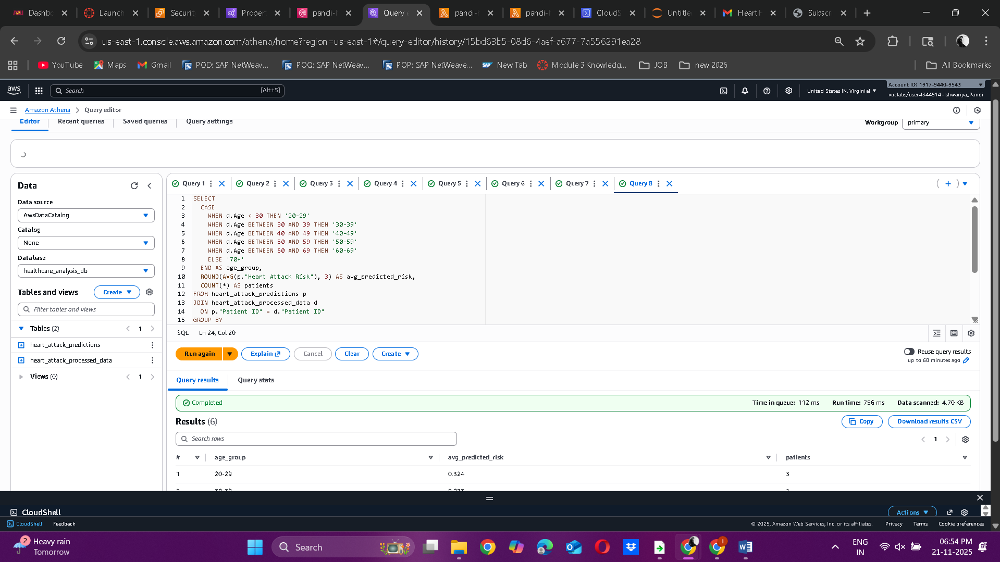 Dashbo
Launch
Security
Propert
pandi-h
Query e
pandi-h
pandi-h
CloudS
Untitle
Heart H
Subscri
us-east-1.console.aws.amazon.com/athena/home?region=us-east-1#/query-editor/history/15bd63b5-08d6-4aef-a677-7a556291ea28
YouTube
Maps
Gmail
POD: SAP NetWeav...
POQ: SAP NetWeav...
POP: SAP NetWeave...
New Tab
Module 3 Knowledg...
JOB
new 2026
All Bookmarks
aws
Search
[Alt+S]
United States (N. Virginia)
Account ID: 1917-9440-9543
voclabs/user4344514=Ishwariya_Pandi
Amazon Athena
Query editor
Editor
Recent queries
Saved queries
Query settings
Workgroup
primary
Data
Data source
AwsDataCatalog
Catalog
None
Database
healthcare_analysis_db
Tables and views
Create
Filter tables and views
Tables (2)
1
heart_attack_predictions
heart_attack_processed_data
Views (0)
1
Query 1
Query 2
Query 3
Query 4
Query 5
Query 6
Query 7
Query 8
1 SELECT
2 CASE
3 WHEN d.Age < 30 THEN '20-29'
4 WHEN d.Age BETWEEN 30 AND 39 THEN '30-39'
5 WHEN d.Age BETWEEN 40 AND 49 THEN '40-49'
6 WHEN d.Age BETWEEN 50 AND 59 THEN '50-59'
7 WHEN d.Age BETWEEN 60 AND 69 THEN '60-69'
8 ELSE '70+'
9 END AS age_group,
10 ROUND(AVG(p."Heart Attack Risk"), 3) AS avg_predicted_risk,
11 COUNT(*) AS patients
12 FROM heart_attack_predictions p
13 JOIN heart_attack_processed_data d
14 ON p."Patient ID" = d."Patient ID"
15 GROUP BY
SQL
Ln 24, Col 20
Run again
Explain
Cancel
Clear
Create
Reuse query results
up to 60 minutes ago
Query results
Query stats
Completed
Time in queue: 112 ms
Run time: 756 ms
Data scanned: 4.70 KB
Results (6)
Copy
Download results CSV
Search rows
1
# age_group avg_predicted_risk patients
1 20-29 0.324 3
CloudShell
Actions
CloudShell
Feedback
© 2025, Amazon Web Services, Inc. or its affiliates.
Privacy
Terms
Cookie preferences
2
Heavy rain
Tomorrow
Search
ENG
IN
06:54 PM
21-11-2025